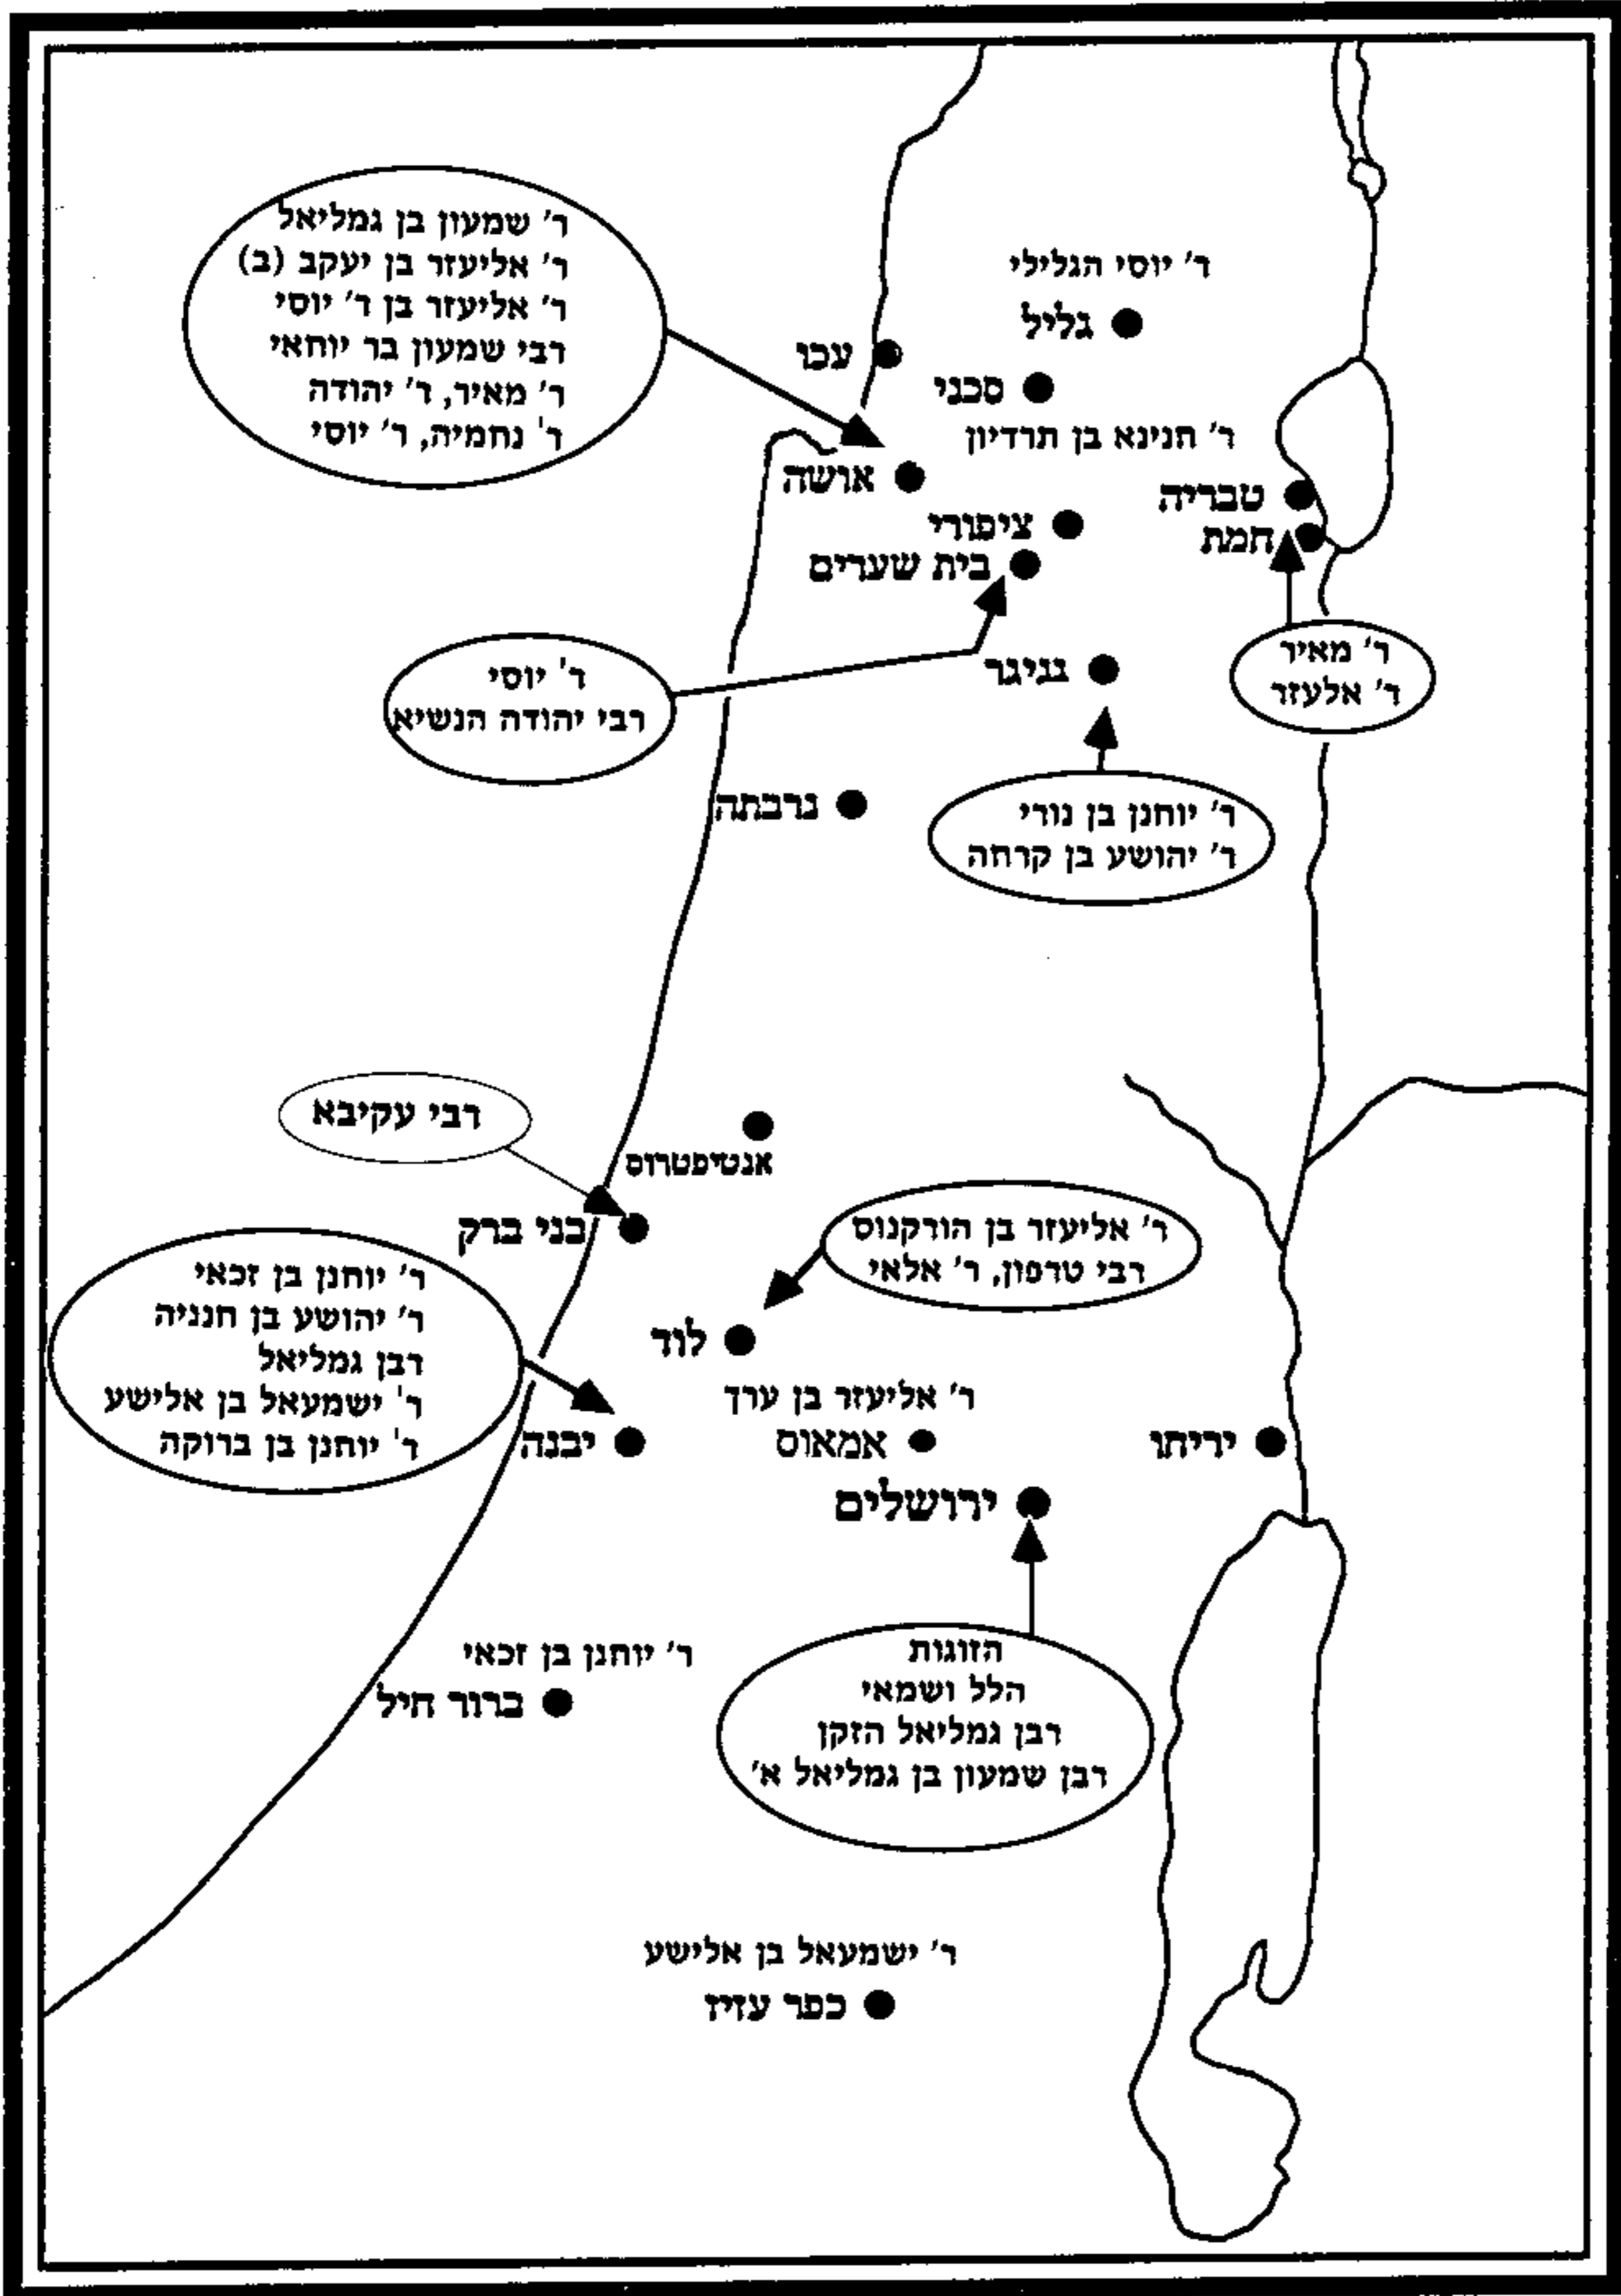 ר' שמעון בן גמליאל
ר' אליעזר בן יעקב (ב)
ר' אליעזר בן ר' יוסי
רבי שמעון בר יוחאי
ר' מאיר, ר' יהודה
ר' נחמיה, ר' יוסי
ר' יוסי הגלילי
גליל
עכו
סכני
ר' חנינא בן תרדיון
אושה
טבריה
ציפורי
חמת
בית שערים
ר' מאיר
ר' אלעזר
ר' יוסי
רבי יהודה הנשיא
גניגר
נרבתה
ר' יוחנן בן נורי
ר' יהושע בן קרחה
רבי עקיבא
אנטיפטרוס
בני ברק
ר' אליעזר בן הורקנוס
רבי טרפון, ר' אלאי
לוד
ר' יוחנן בן זכאי
ר' יהושע בן חנניה
רבן גמליאל
ר' ישמעאל בן אלישע
ר' יוחנן בן ברוקה
יבנה
ר' אליעזר בן ערך
אמאוס
יריחו
ירושלים
הזוגות
הלל ושמאי
רבן גמליאל הזקן
רבן שמעון בן גמליאל א'
ר' יוחנן בן זכאי
ברור חיל
ר' ישמעאל בן אלישע
כפר עזיז